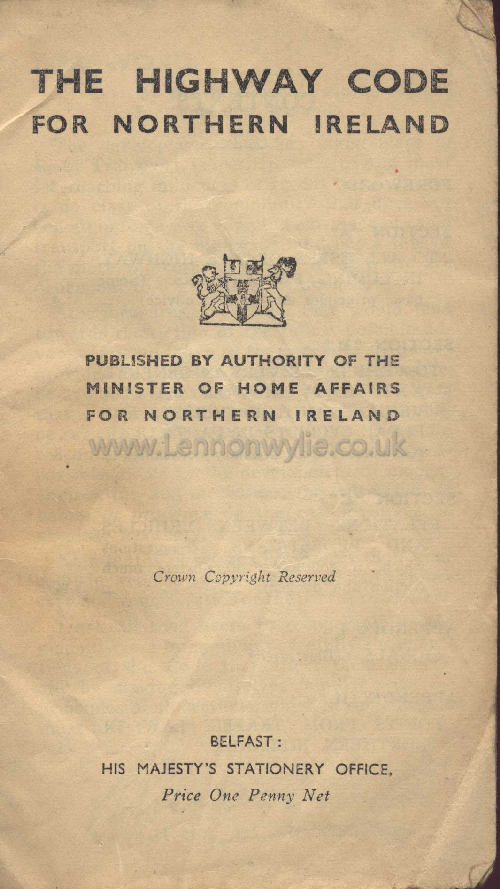 THE HIGHWAY CODE
FOR NORTHERN IRELAND
PUBLISHED BY AUTHORITY OF THE
MINISTER OF HOME AFFAIRS
FOR NORTHERN IRELAND
www.Lennonwylie.co.uk
Crown Copyright Reserved
BELFAST:
HIS MAJESTY'S STATIONERY OFFICE,
Price One Penny Net